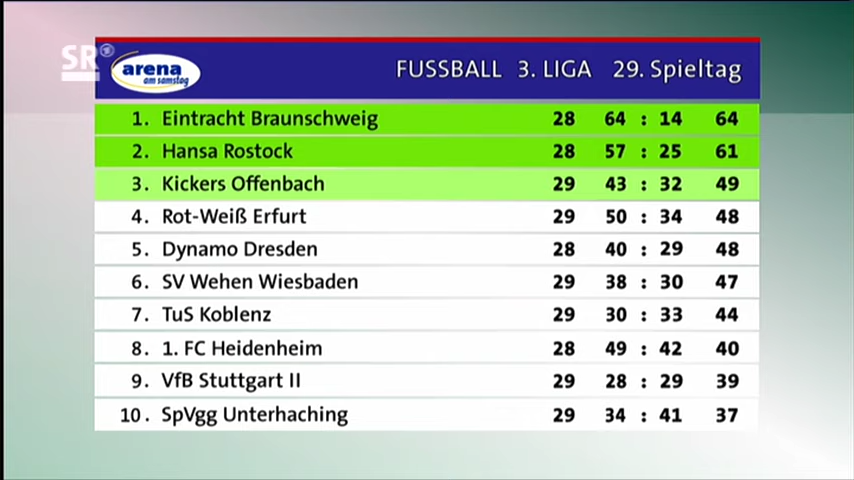 SR
arena
am samstag
FUSSBALL 3. LIGA 29. Spieltag
1. Eintracht Braunschweig 28 64 : 14 64
2. Hansa Rostock 28 57 : 25 61
3. Kickers Offenbach 29 43 : 32 49
4. Rot-Weiß Erfurt 29 50 : 34 48
5. Dynamo Dresden 28 40 : 29 48
6. SV Wehen Wiesbaden 29 38 : 30 47
7. TuS Koblenz 29 30 : 33 44
8. 1. FC Heidenheim 28 49 : 42 40
9. VfB Stuttgart II 29 28 : 29 39
10. SpVgg Unterhaching 29 34 : 41 37